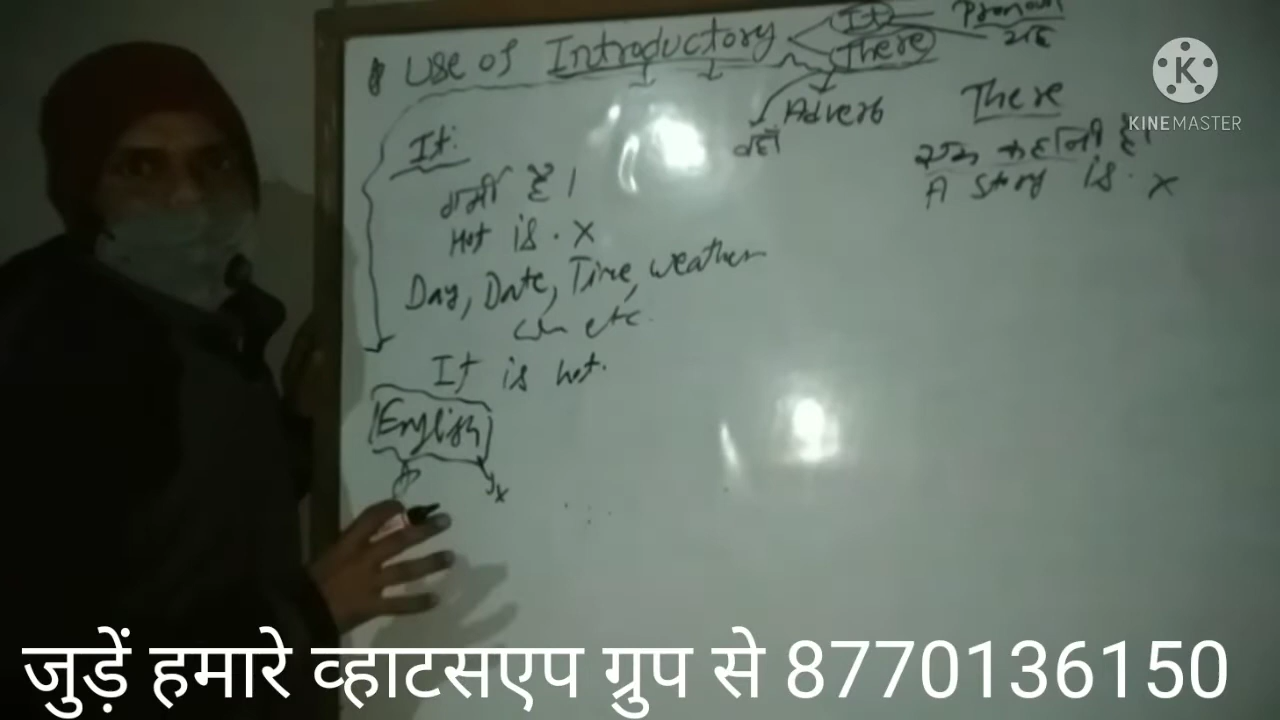 Use of Introductory It Pronoun
यह
There
Adverb
वहाँ
It:
गर्मी है।
Hot is. x
Day, Date, Time, weather
etc.
It is hot.
English
x
There
एक कहानी है।
A story is. x
K
KINEMASTER
जुड़ें हमारे व्हाटसएप ग्रुप से 8770136150